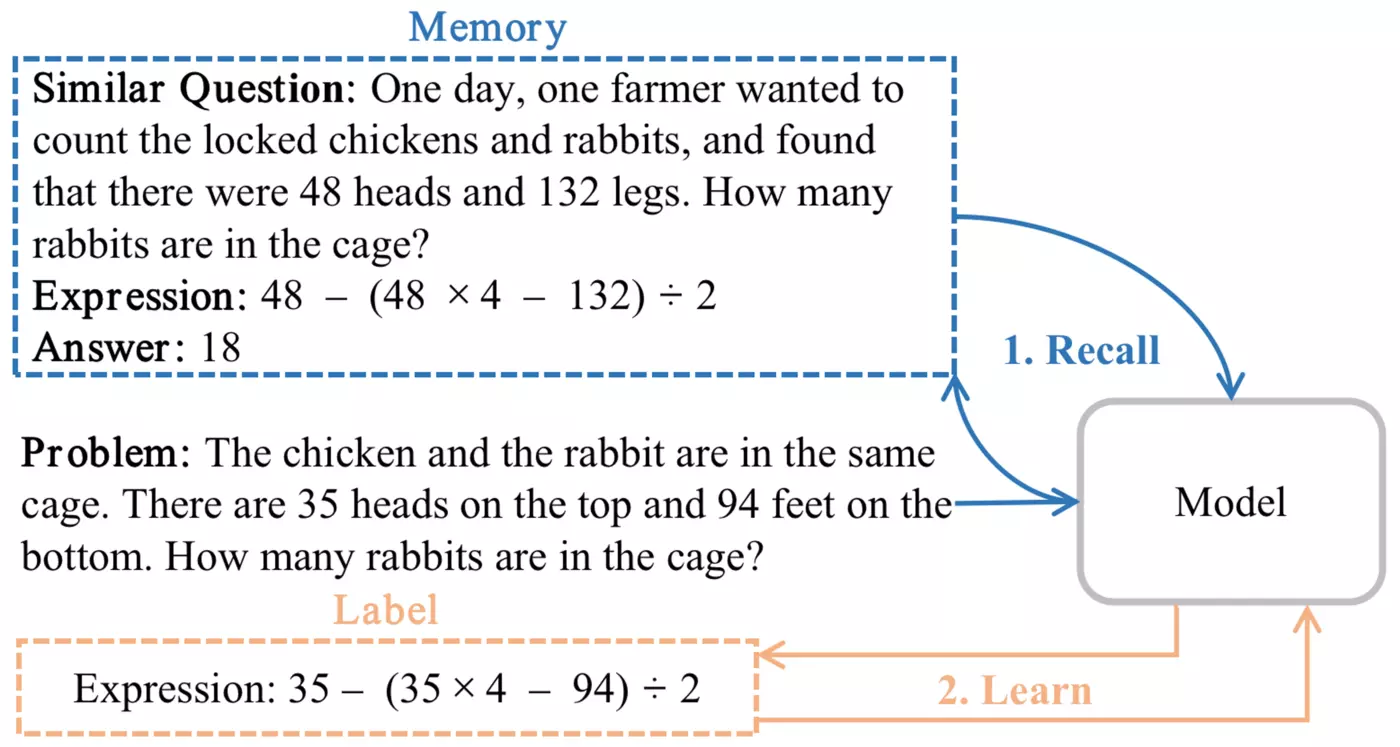 Memory
Similar Question: One day, one farmer wanted to
count the locked chickens and rabbits, and found
that there were 48 heads and 132 legs. How many
rabbits are in the cage?
Expression: 48 – (48 × 4 – 132) ÷ 2
Answer: 18
1. Recall
Problem: The chicken and the rabbit are in the same
cage. There are 35 heads on the top and 94 feet on the
bottom. How many rabbits are in the cage?
Model
Label
Expression: 35 – (35 × 4 – 94) ÷ 2
2. Learn